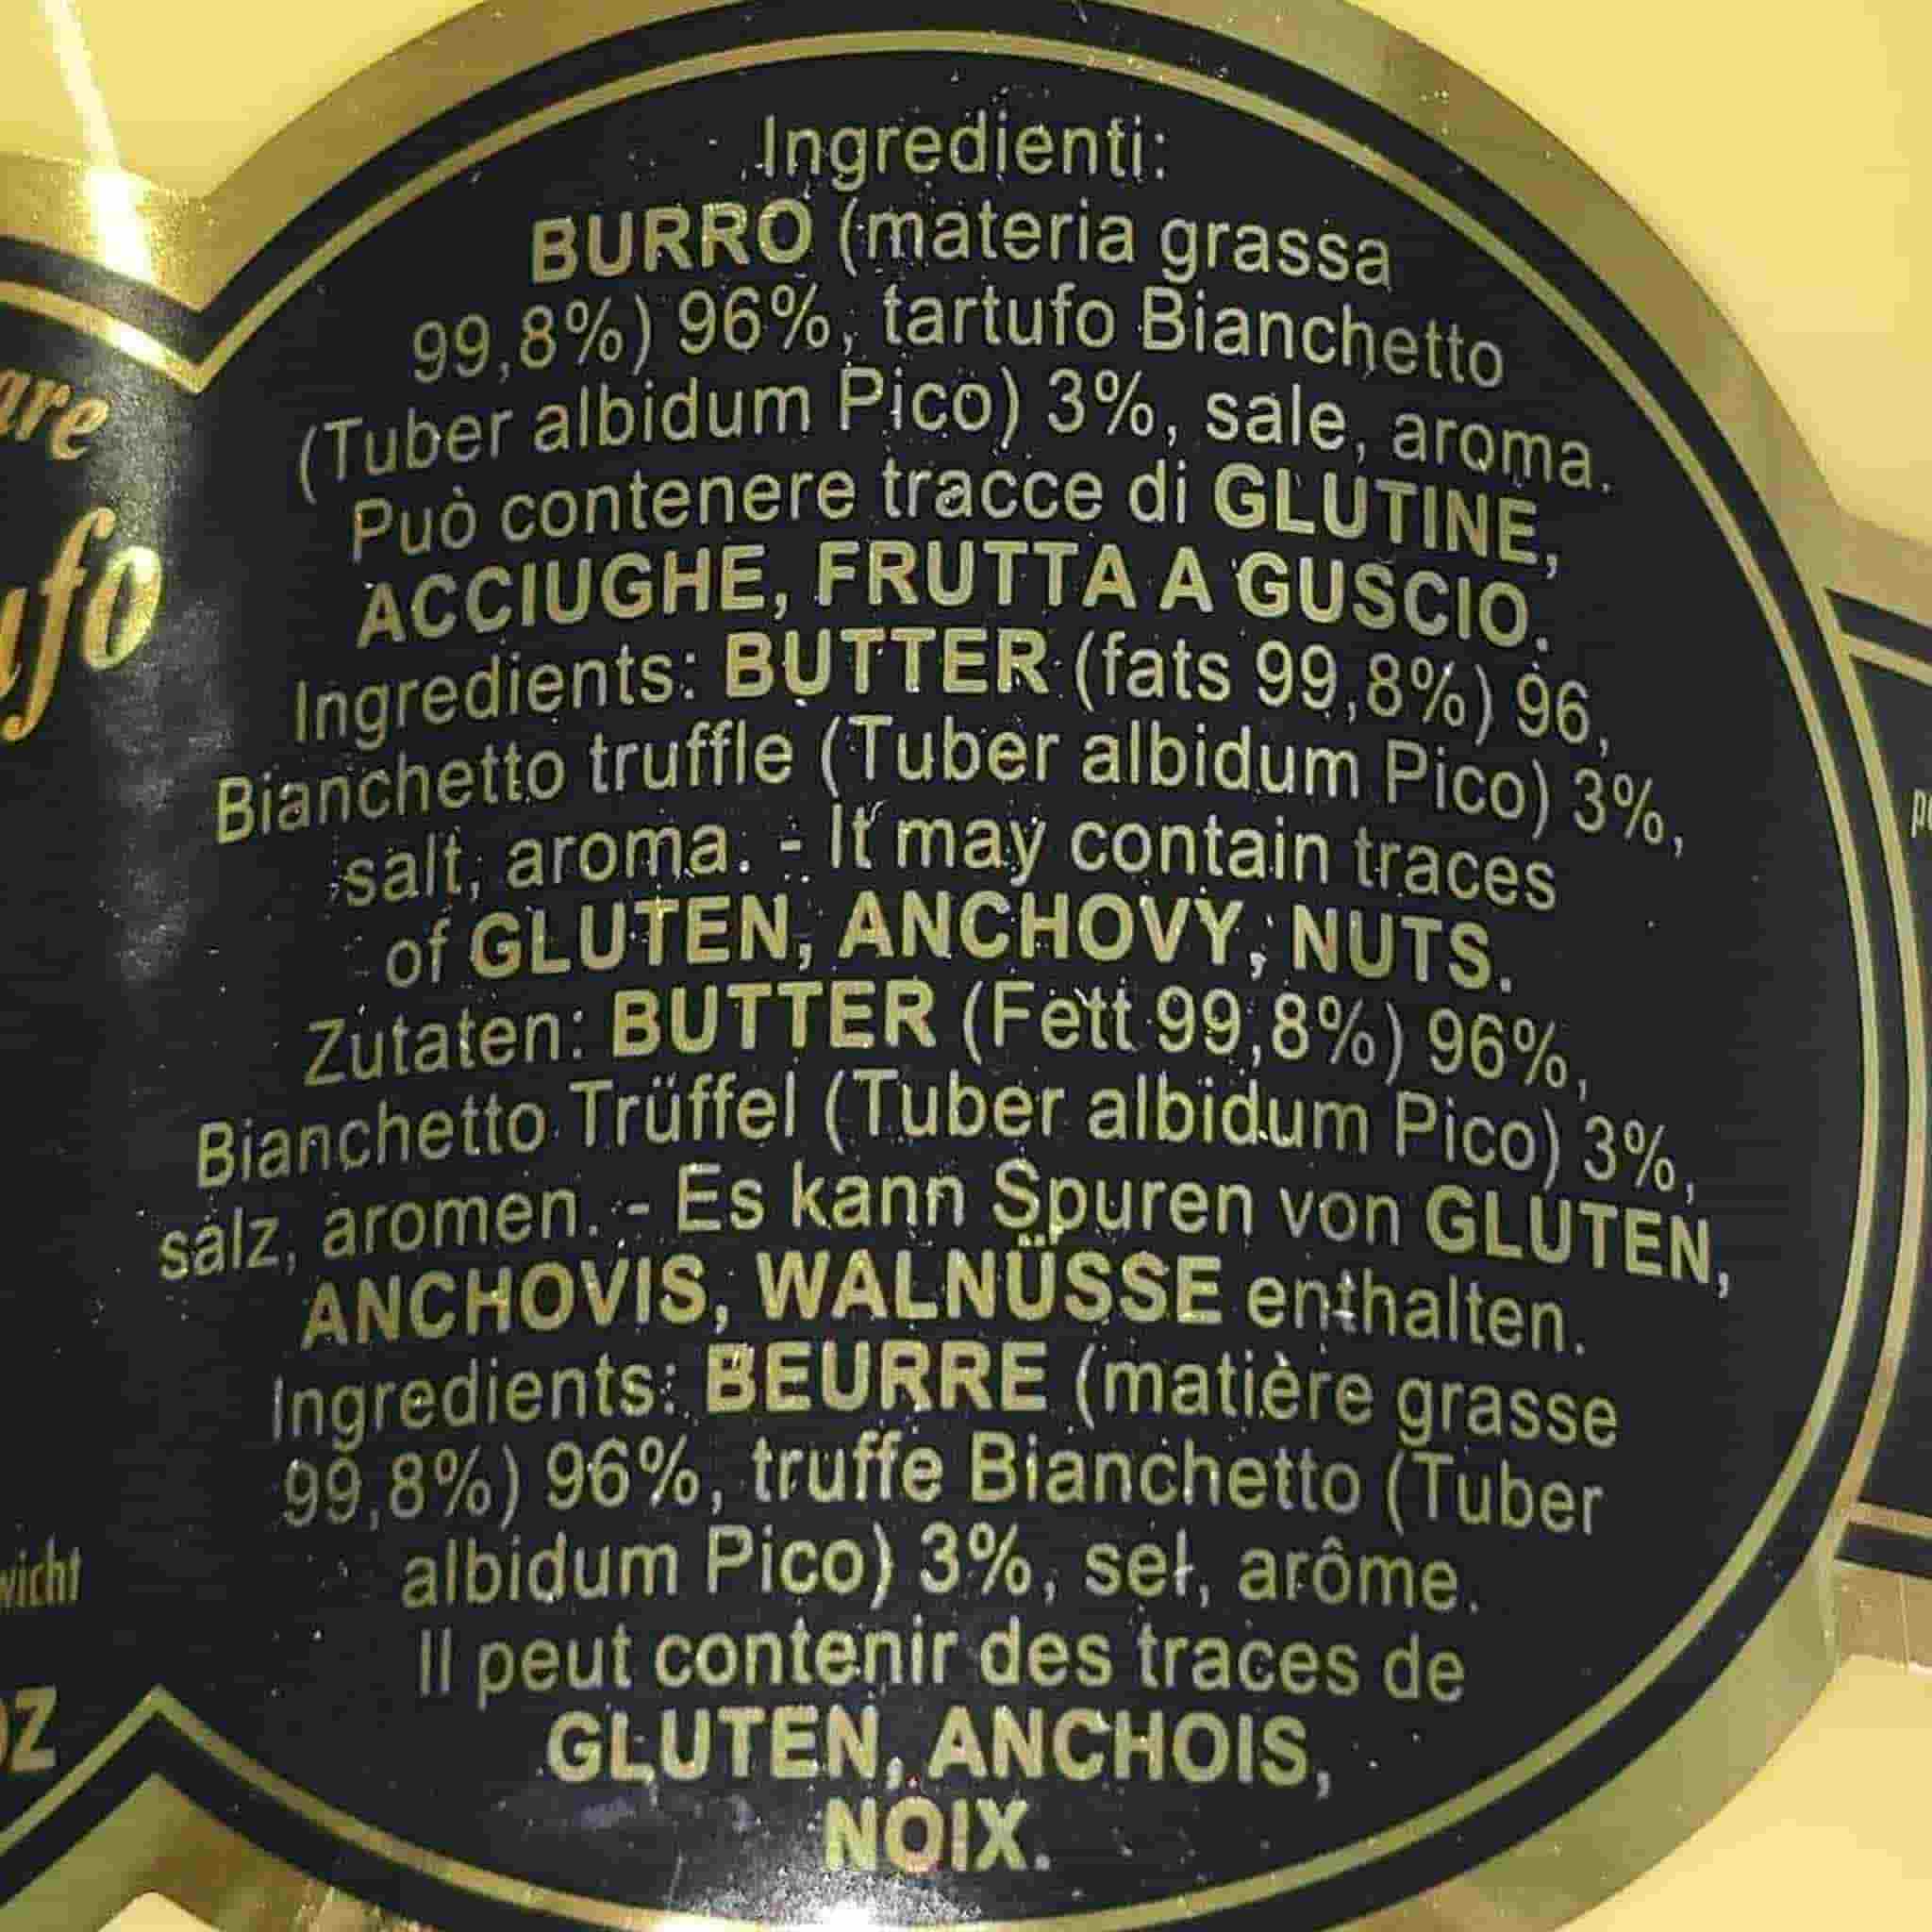 Ingredienti:
BURRO (materia grassa
99,8%) 96%, tartufo Bianchetto
(Tuber albidum Pico) 3%, sale, aroma.
Può contenere tracce di GLUTINE,
ACCIUGHE, FRUTTA A GUSCIO.
Ingredients: BUTTER (fats 99,8%) 96,
Bianchetto truffle (Tuber albidum Pico) 3%,
salt, aroma. - It may contain traces
of GLUTEN, ANCHOVY, NUTS.
Zutaten: BUTTER (Fett 99,8%) 96%,
Bianchetto Trüffel (Tuber albidum Pico) 3%,
salz, aromen. - Es kann Spuren von GLUTEN,
ANCHOVIS, WALNÜSSE enthalten.
Ingredients: BEURRE (matière grasse
99,8%) 96%, truffe Bianchetto (Tuber
albidum Pico) 3%, sel, arôme.
Il peut contenir des traces de
GLUTEN, ANCHOIS,
NOIX.